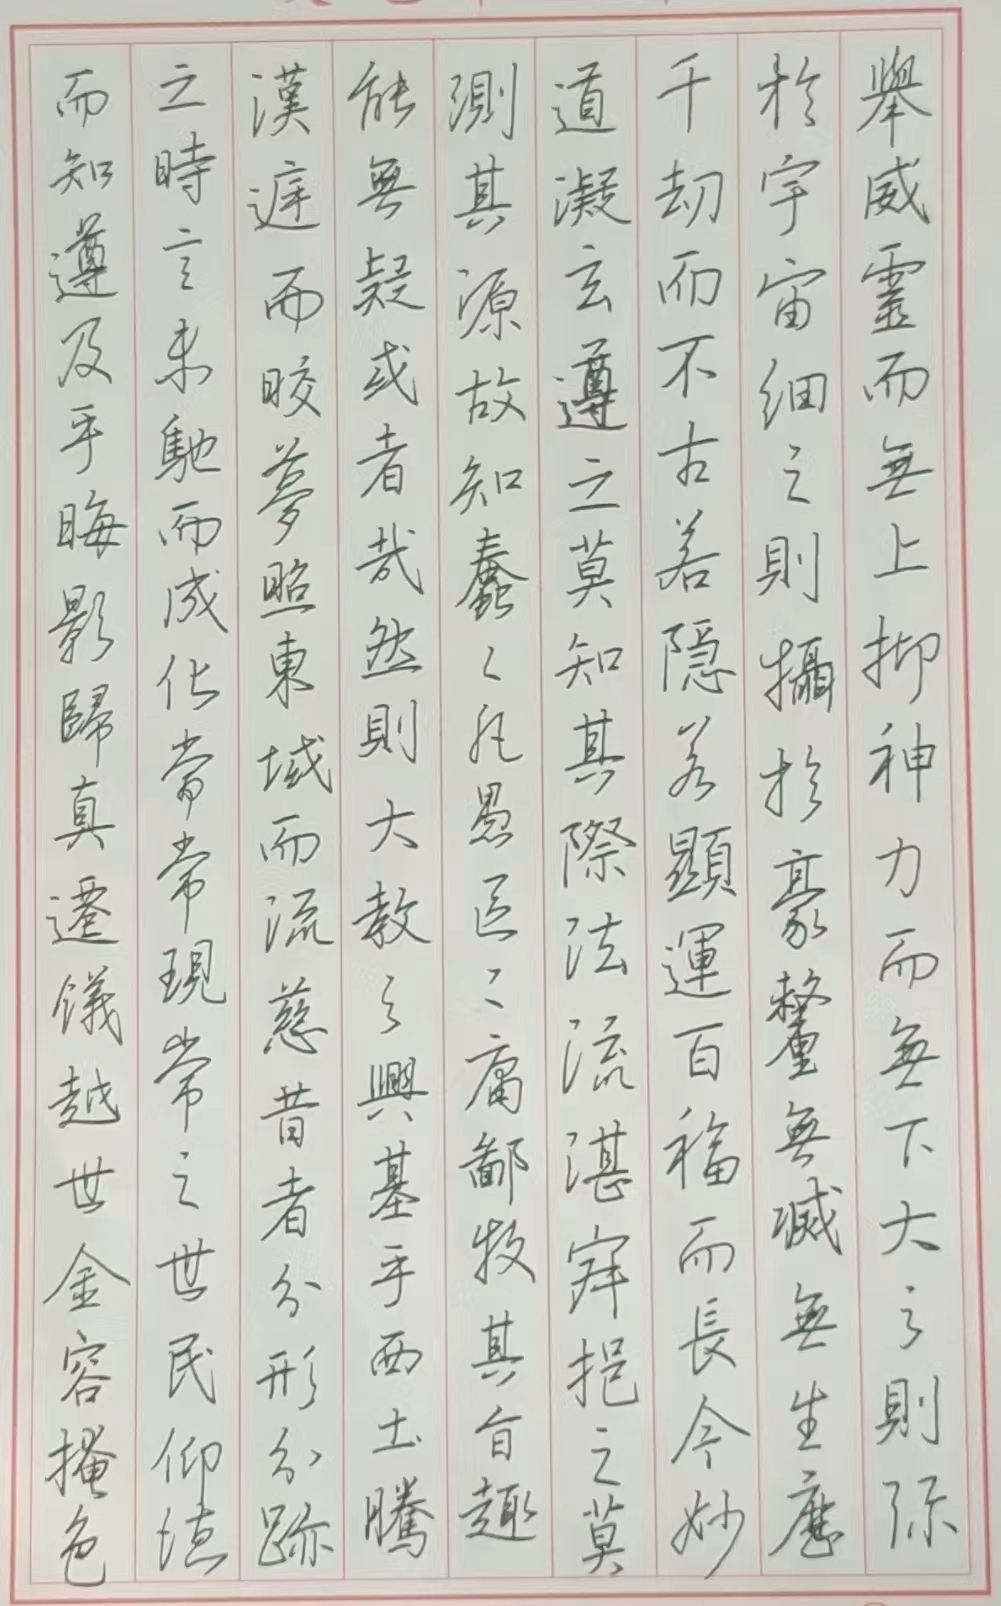 舉威靈而無上抑神力而無下大之則弥
於宇宙細之則攝於豪釐無滅無生歷
千劫而不古若隱若顯運百福而長今妙
道凝玄遵之莫知其際法流湛寂挹之莫
測其源故知蠢〻凡愚區〻庸鄙投其旨趣
能無疑或者哉然則大教之興基乎西土騰
漢庭而皎夢照東域而流慈昔者分形分跡
之時言未馳而成化當常現常之世民仰德
而知遵及乎晦影歸真遷儀越世金容掩色